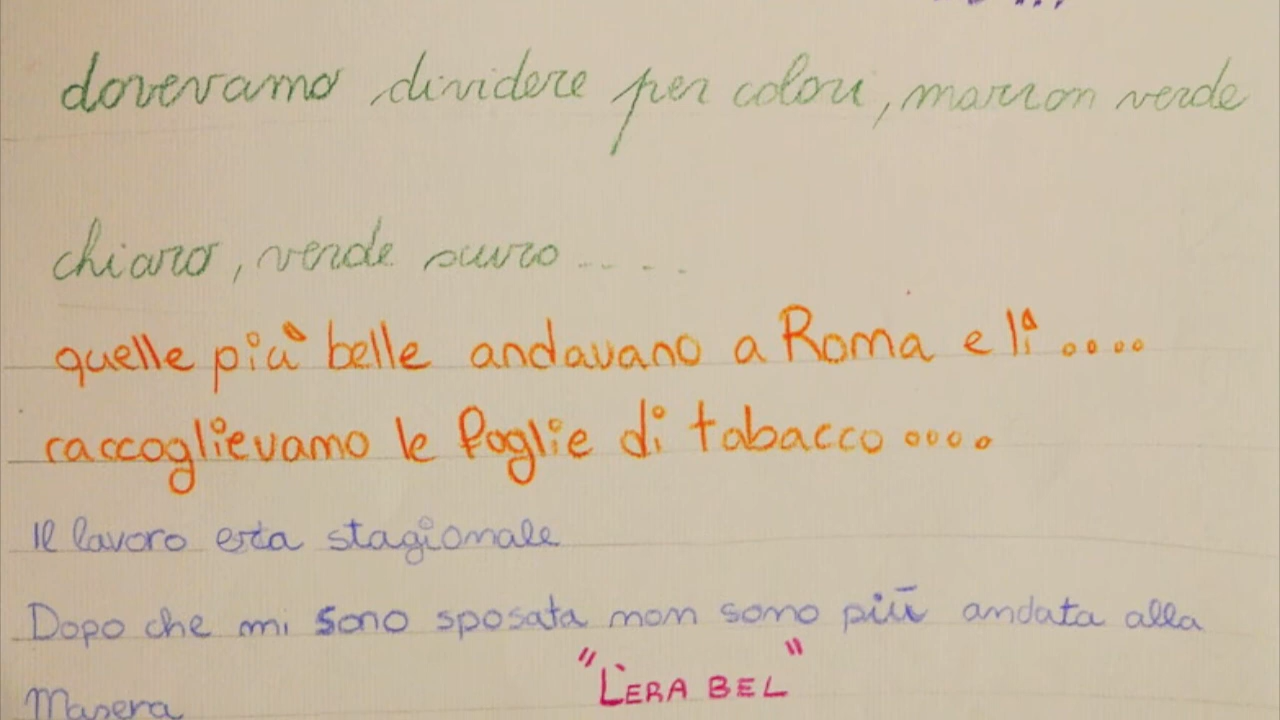 dovevamo dividere per colori, marron verde
chiaro, verde scuro....
quelle più belle andavano a Roma e lì....
raccoglievamo le foglie di tabacco....
Il lavoro era stagionale
Dopo che mi sono sposata non sono più andata alla
Masera
"L'ERA BEL"